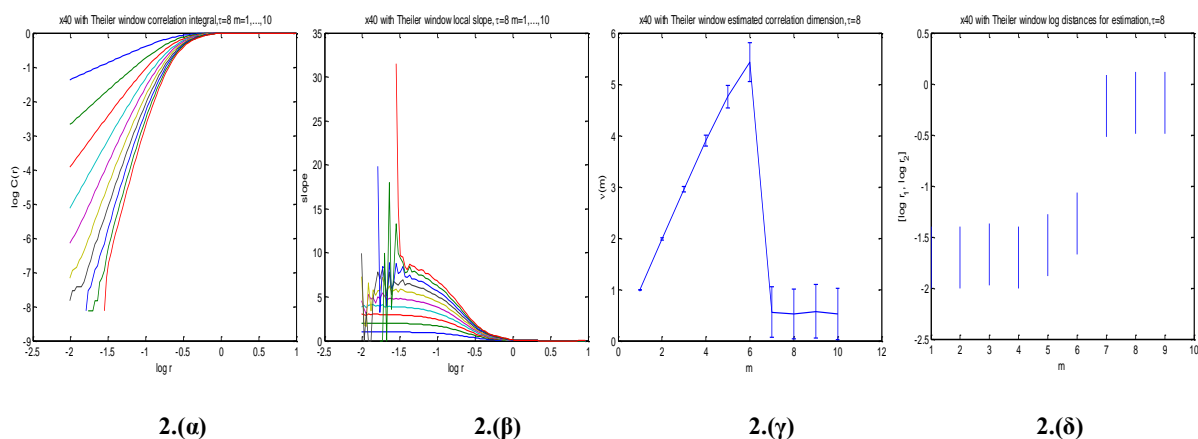 x40 with Theiler window correlation integral,τ=8 m=1,...,10
0
-1
-2
-3
-4
-5
-6
-7
-8
-9
log C(r)
-2.5 -2 -1.5 -1 -0.5 0 0.5 1
log r
2.(α)
x40 with Theiler window local slope,τ=8 m=1,...,10
35
30
25
20
15
10
5
0
slope
-2.5 -2 -1.5 -1 -0.5 0 0.5 1
log r
2.(β)
x40 with Theiler window estimated correlation dimension,τ=8
6
5
4
3
2
1
0
ν(m)
0 2 4 6 8 10 12
m
2.(γ)
x40 with Theiler window log distances for estimation,τ=8
0.5
0
-0.5
-1
-1.5
-2
-2.5
[log r1 , log r2]
1 2 3 4 5 6 7 8 9 10
m
2.(δ)